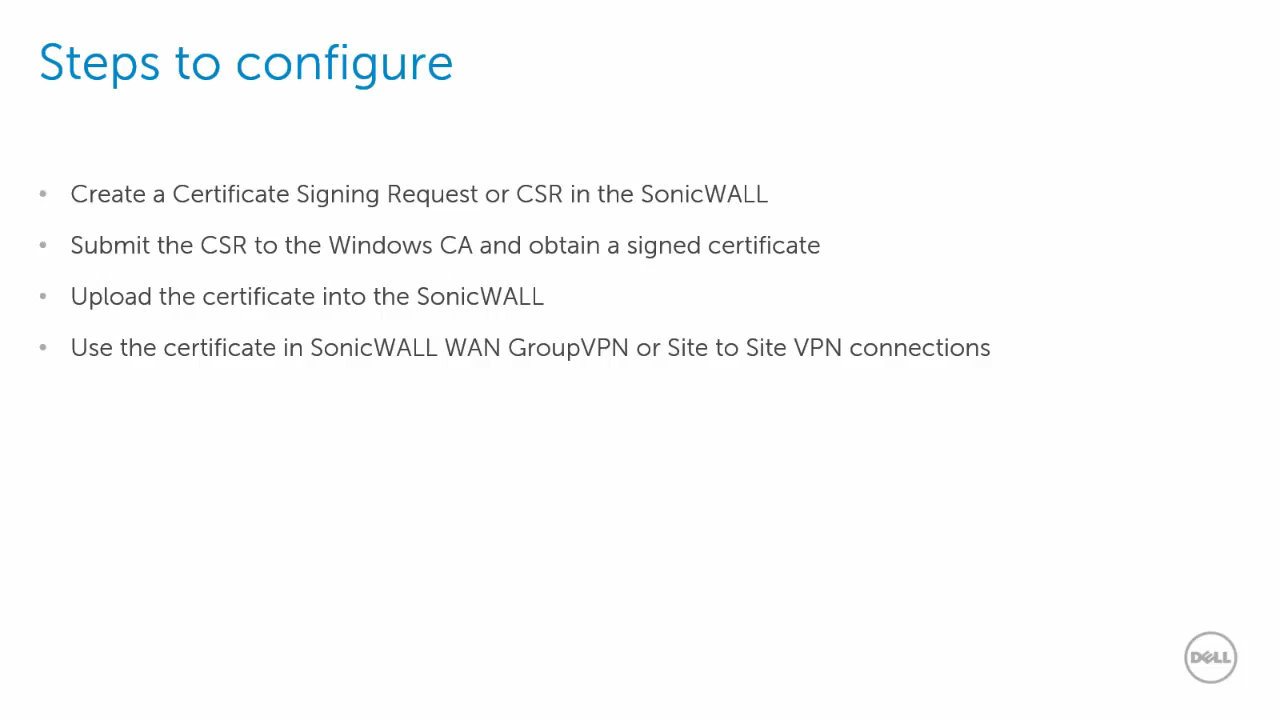 Steps to configure
• Create a Certificate Signing Request or CSR in the SonicWALL
• Submit the CSR to the Windows CA and obtain a signed certificate
• Upload the certificate into the SonicWALL
• Use the certificate in SonicWALL WAN GroupVPN or Site to Site VPN connections
DELL